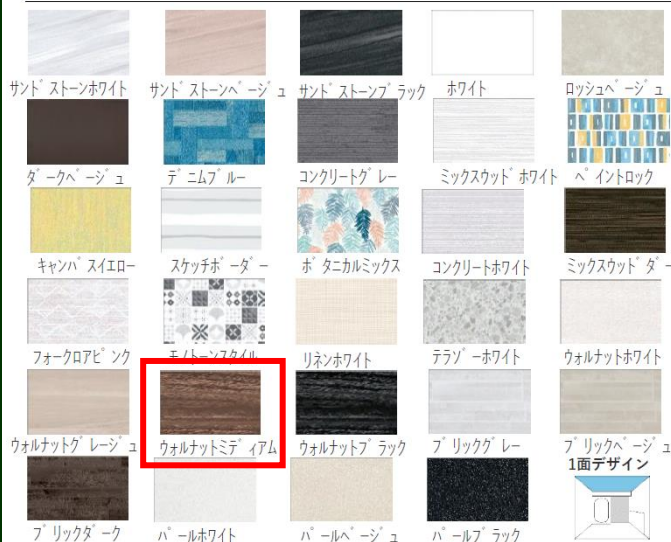 サンドストーンホワイト サンドストーンベージュ サンドストーンブラック ホワイト ロッシュベージュ
ダークベージュ デニムブルー コンクリートグレー ミックスウッドホワイト ペイントロック
キャンバスイエロー スケッチボーダー ボタニカルミックス コンクリートホワイト ミックスウッドダー
フォークロアピンク モノトーンスタイル リネンホワイト テラゾーホワイト ウォルナットホワイト
ウォルナットグレージュ ウォルナットミディアム ウォルナットブラック ブリックグレー ブリックベージュ
1面デザイン
ブリックダーク パールホワイト パールベージュ パールブラック